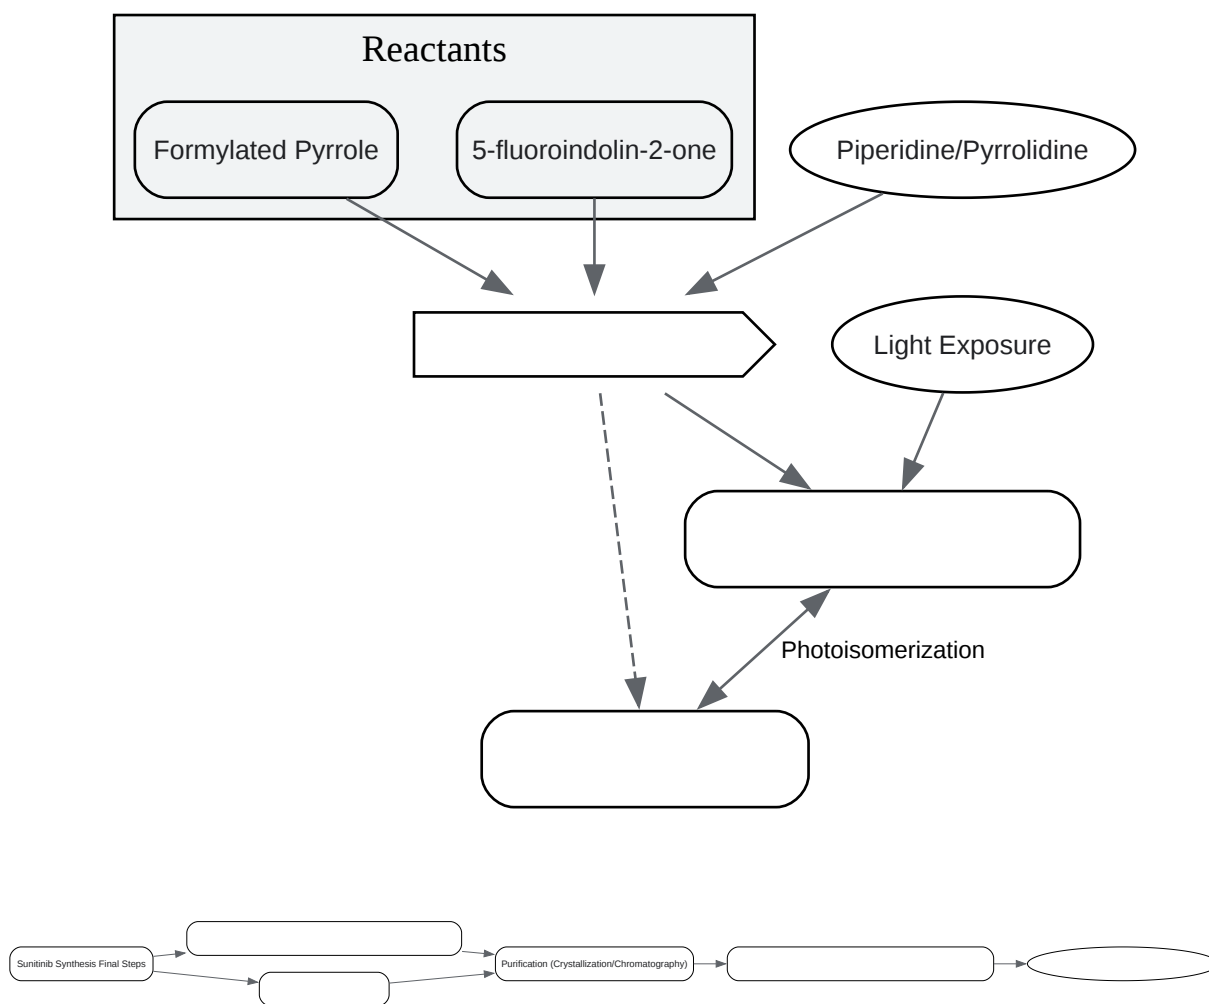 Reactants
Formylated Pyrrole
5-fluoroindolin-2-one
Piperidine/Pyrrolidine
Light Exposure
Photoisomerization
Sunitinib Synthesis Final Steps
Purification (Crystallization/Chromatography)